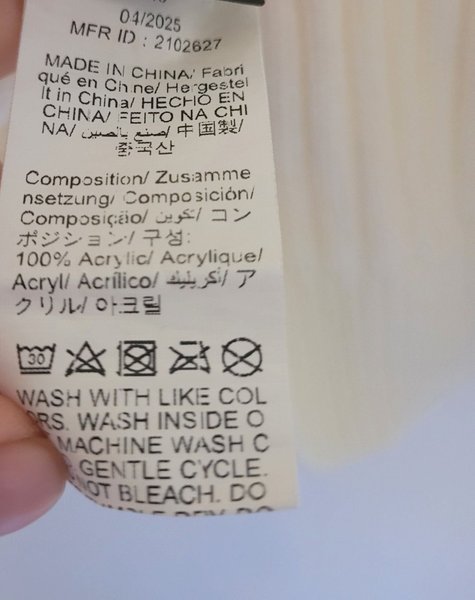 04/2025
MFR ID : 2102627
MADE IN CHINA/ Fabri
qué en Chine/ Hergestel
lt in China/ HECHO EN
CHINA/ FEITO NA CHI
NA/ صنع بالصين/ 中国製/
중국산
Composition/ Zusamme
nsetzung/ Composición/
Composição/ تكوين/ コン
ポジション/ 구성:
100% Acrylic/ Acrylique/
Acryl/ Acrílico/ أكريليك/ ア
クリル/ 아크릴
30
WASH WITH LIKE COL
ORS. WASH INSIDE O
MACHINE WASH C
GENTLE CYCLE.
NOT BLEACH. DO